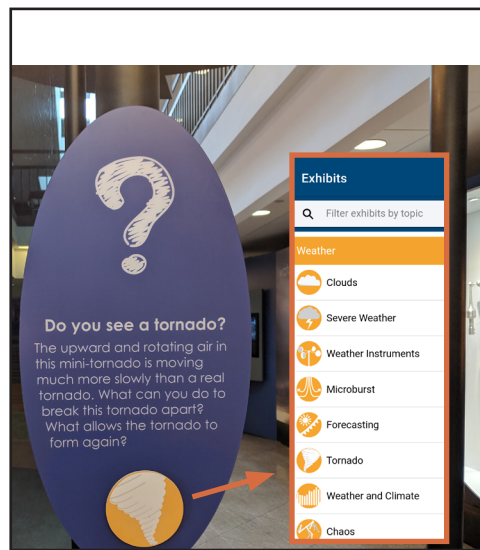 ?
Do you see a tornado?
The upward and rotating air in
this mini-tornado is moving
much more slowly than a real
tornado. What can you do to
break this tornado apart?
What allows the tornado to
form again?
Exhibits
Filter exhibits by topic
Weather
Clouds
Severe Weather
Weather Instruments
Microburst
Forecasting
Tornado
Weather and Climate
Chaos